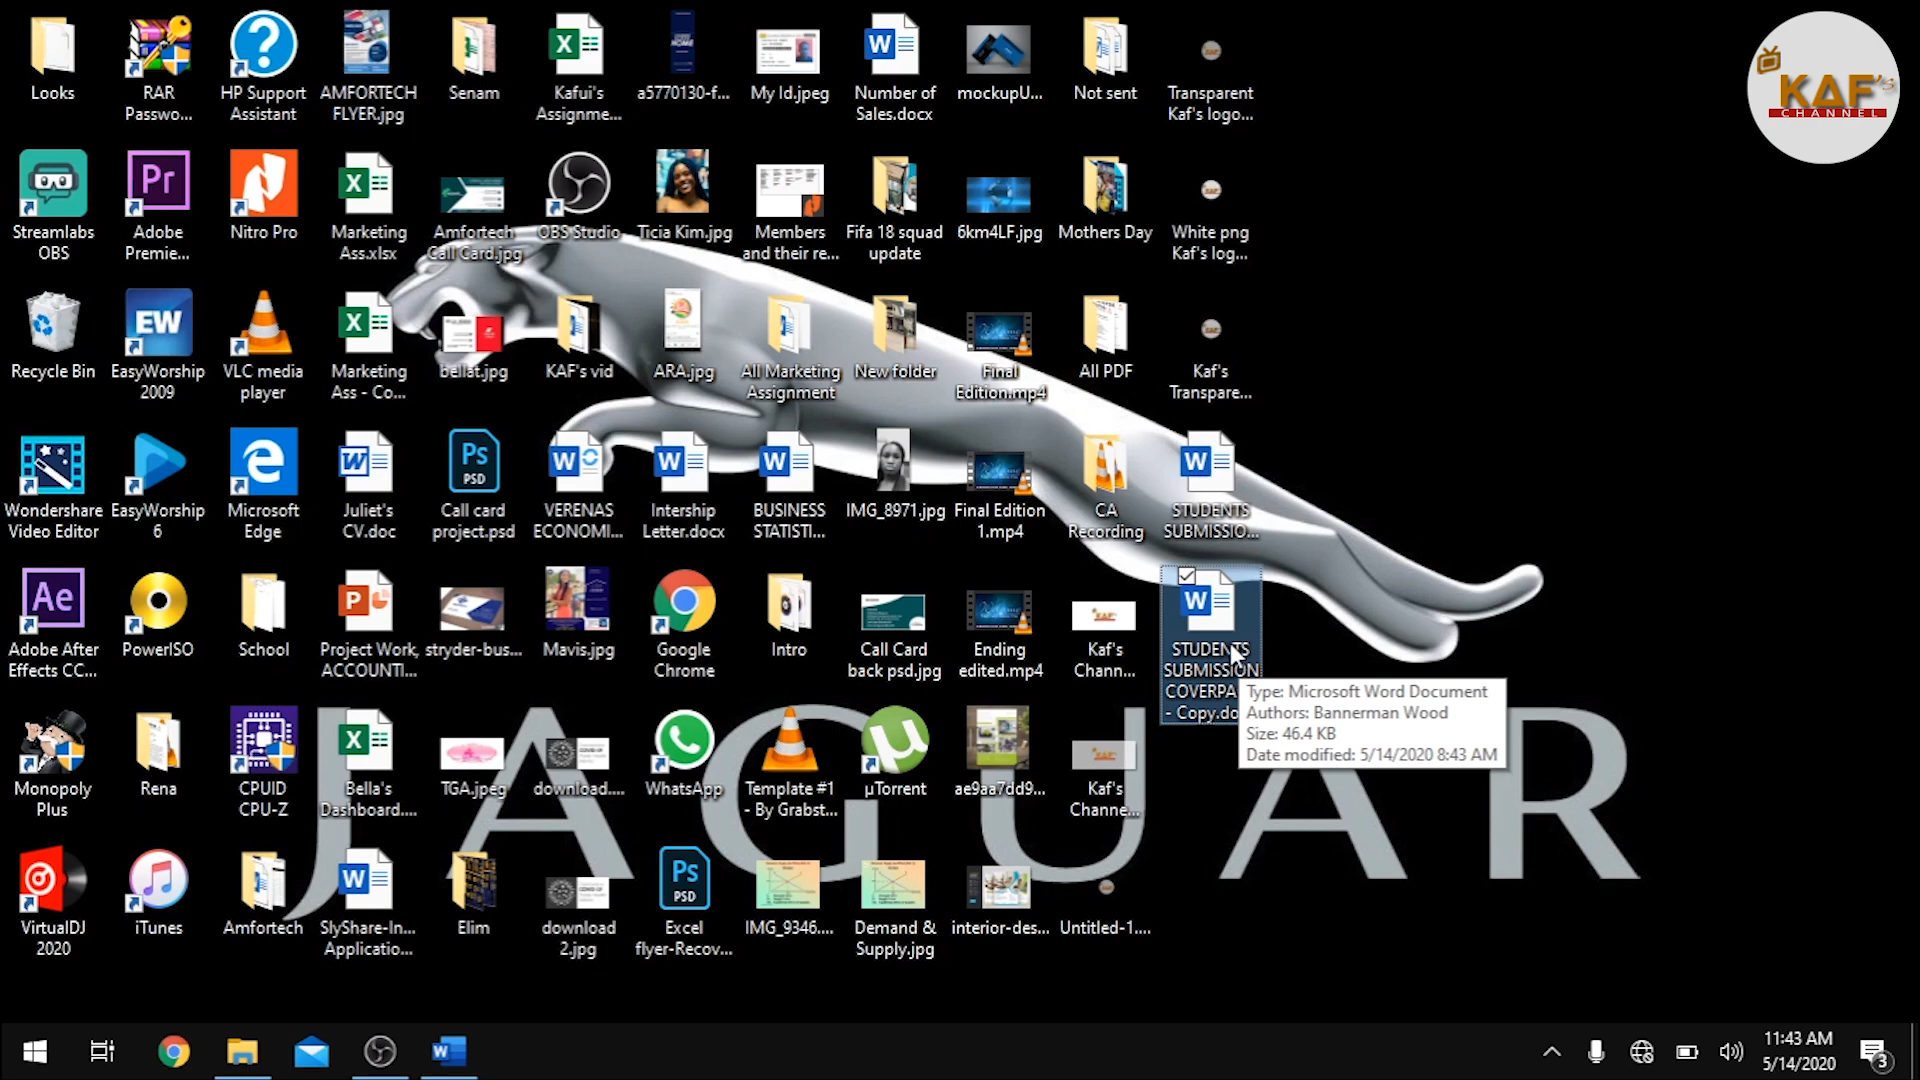 Looks
RAR
Passwo...
HP Support
Assistant
AMFORTECH
FLYER.jpg
Senam
Kafui's
Assignme...
a5770130-f...
My Id.jpeg
Number of
Sales.docx
mockupU...
Not sent
Transparent
Kaf's logo...
KAF's
CHANNEL
Streamlabs
OBS
Adobe
Premie...
Nitro Pro
Marketing
Ass.xlsx
Amfortech
Call Card.jpg
OBS Studio
Ticia Kim.jpg
Members
and their re...
Fifa 18 squad
update
6km4LF.jpg
Mothers Day
White png
Kaf's log...
Recycle Bin
EasyWorship
2009
VLC media
player
Marketing
Ass - Co...
bellat.jpg
KAF's vid
ARA.jpg
All Marketing
Assignment
New folder
Final
Edition.mp4
All PDF
Kaf's
Transpare...
Wondershare
Video Editor
EasyWorship
6
Microsoft
Edge
Juliet's
CV.doc
Call card
project.psd
VERENAS
ECONOMI...
Intership
Letter.docx
BUSINESS
STATISTI...
IMG_8971.jpg
Final Edition
1.mp4
CA
Recording
STUDENTS
SUBMISSIO...
Adobe After
Effects CC...
PowerISO
School
Project Work,
ACCOUNTI...
stryder-bus...
Mavis.jpg
Google
Chrome
Intro
Call Card
back psd.jpg
Ending
edited.mp4
Kaf's
Chann...
STUDENTS
SUBMISSION
COVERPA
- Copy.do
Type: Microsoft Word Document
Authors: Bannerman Wood
Size: 46.4 KB
Date modified: 5/14/2020 8:43 AM
Monopoly
Plus
Rena
CPUID
CPU-Z
Bella's
Dashboard....
TGA.jpeg
download....
WhatsApp
Template #1
- By Grabst...
µTorrent
ae9aa7dd9...
Kaf's
Channe...
JAGUAR
VirtualDJ
2020
iTunes
Amfortech
SlyShare-In...
Applicatio...
Elim
download
2.jpg
Excel
flyer-Recov...
IMG_9346....
Demand &
Supply.jpg
interior-des...
Untitled-1....
11:43 AM
5/14/2020
3